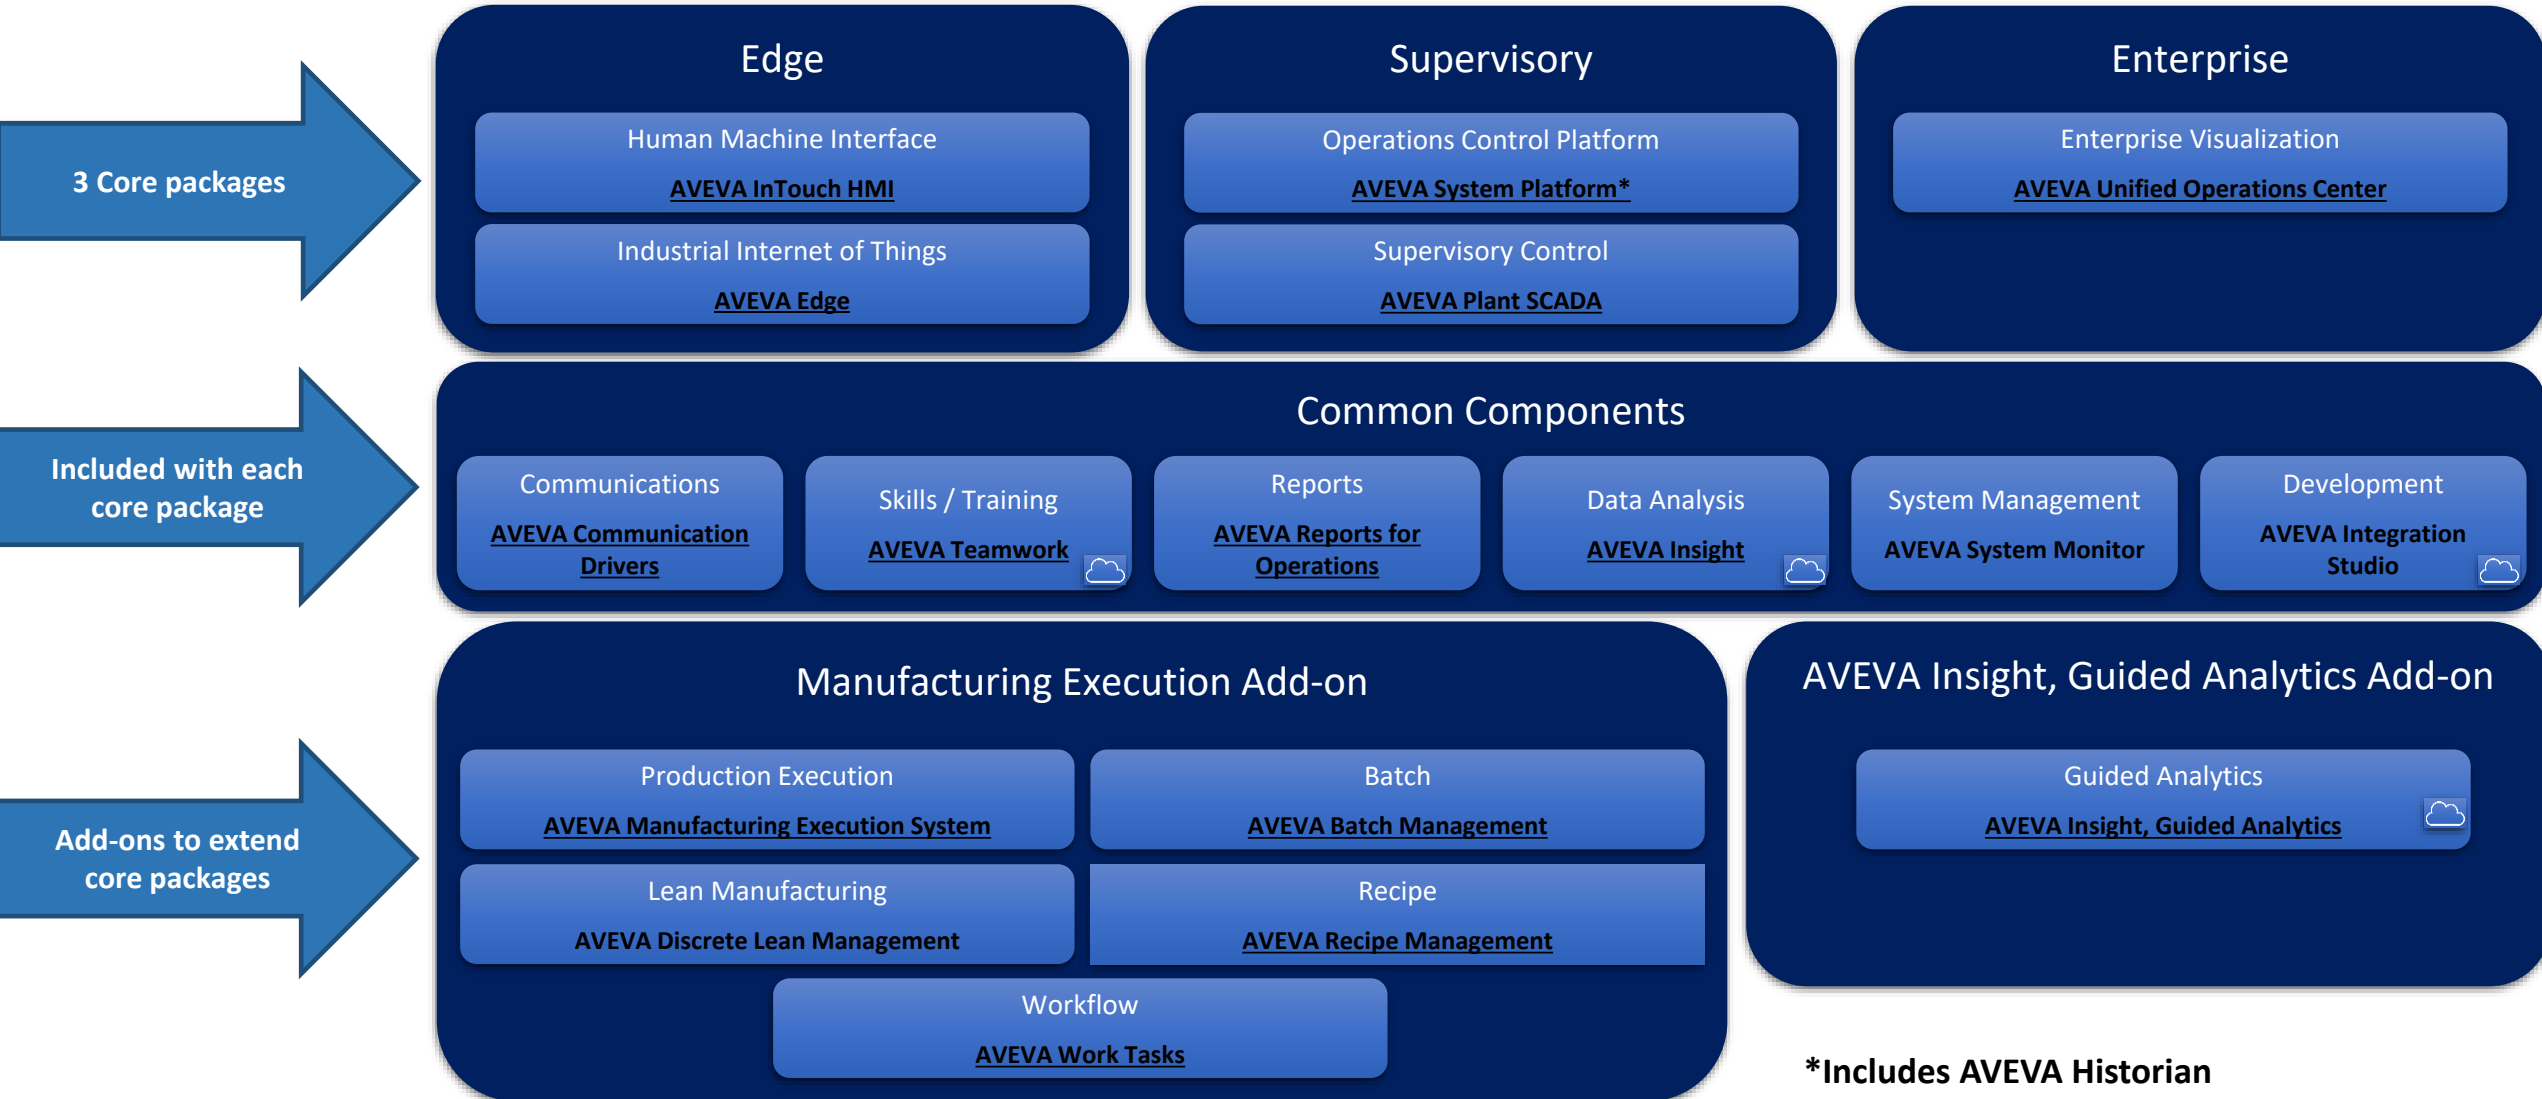 3 Core packages
Edge
Human Machine Interface
AVEVA InTouch HMI
Industrial Internet of Things
AVEVA Edge
Supervisory
Operations Control Platform
AVEVA System Platform*
Supervisory Control
AVEVA Plant SCADA
Enterprise
Enterprise Visualization
AVEVA Unified Operations Center
Included with each
core package
Common Components
Communications
AVEVA Communication
Drivers
Skills / Training
AVEVA Teamwork
Reports
AVEVA Reports for
Operations
Data Analysis
AVEVA Insight
System Management
AVEVA System Monitor
Development
AVEVA Integration
Studio
Add-ons to extend
core packages
Manufacturing Execution Add-on
Production Execution
AVEVA Manufacturing Execution System
Batch
AVEVA Batch Management
Lean Manufacturing
AVEVA Discrete Lean Management
Recipe
AVEVA Recipe Management
Workflow
AVEVA Work Tasks
AVEVA Insight, Guided Analytics Add-on
Guided Analytics
AVEVA Insight, Guided Analytics
*Includes AVEVA Historian